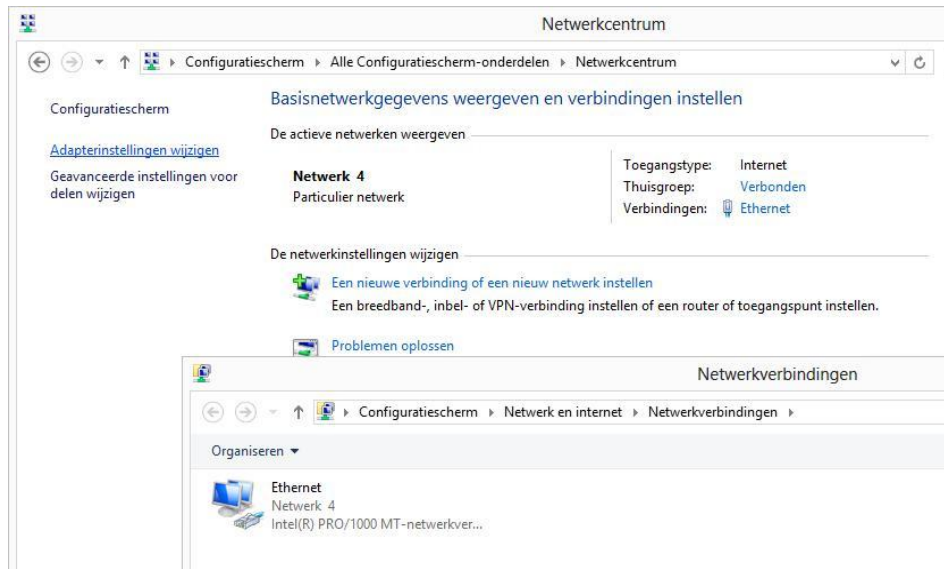 Netwerkcentrum
Configuratiescherm Alle Configuratiescherm-onderdelen Netwerkcentrum
Configuratiescherm
Adapterinstellingen wijzigen
Geavanceerde instellingen voor
delen wijzigen
Basisnetwerkgegevens weergeven en verbindingen instellen
De actieve netwerken weergeven
Netwerk 4
Particulier netwerk
Toegangstype: Internet
Thuisgroep: Verbonden
Verbindingen: Ethernet
De netwerkinstellingen wijzigen
Een nieuwe verbinding of een nieuw netwerk instellen
Een breedband-, inbel- of VPN-verbinding instellen of een router of toegangspunt instellen.
Problemen oplossen
Netwerkverbindingen
Configuratiescherm Netwerk en internet Netwerkverbindingen
Organiseren
Ethernet
Netwerk 4
Intel(R) PRO/1000 MT-netwerkver...